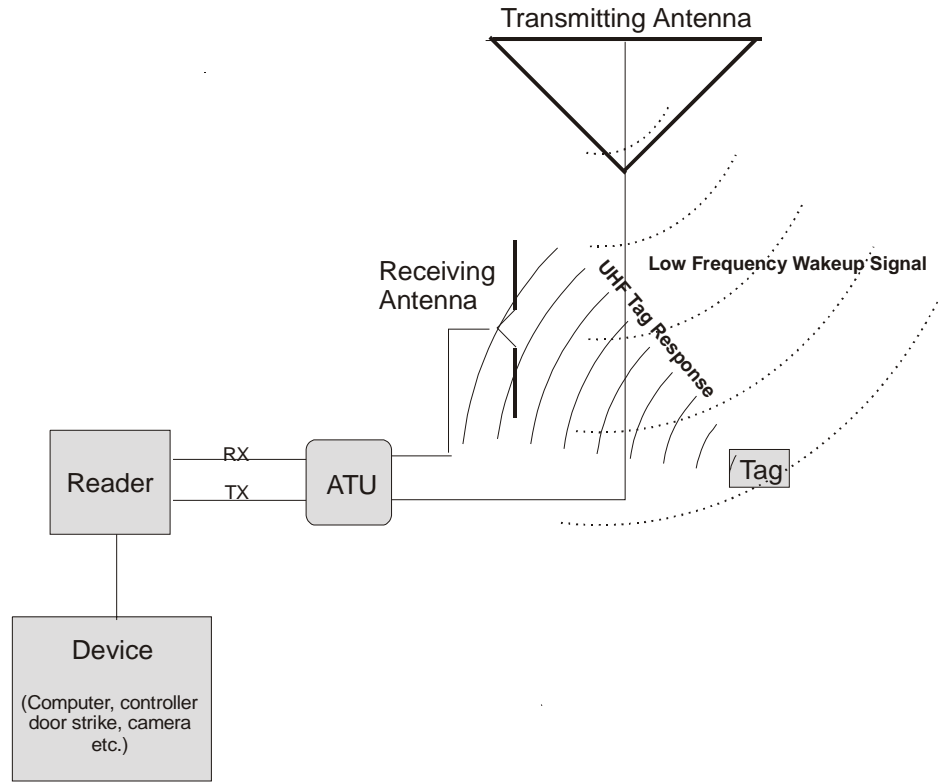 Transmitting Antenna
Receiving
Antenna
Low Frequency Wakeup Signal
UHF Tag Response
Reader
RX
TX
ATU
Tag
Device
(Computer, controller
door strike, camera
etc.)